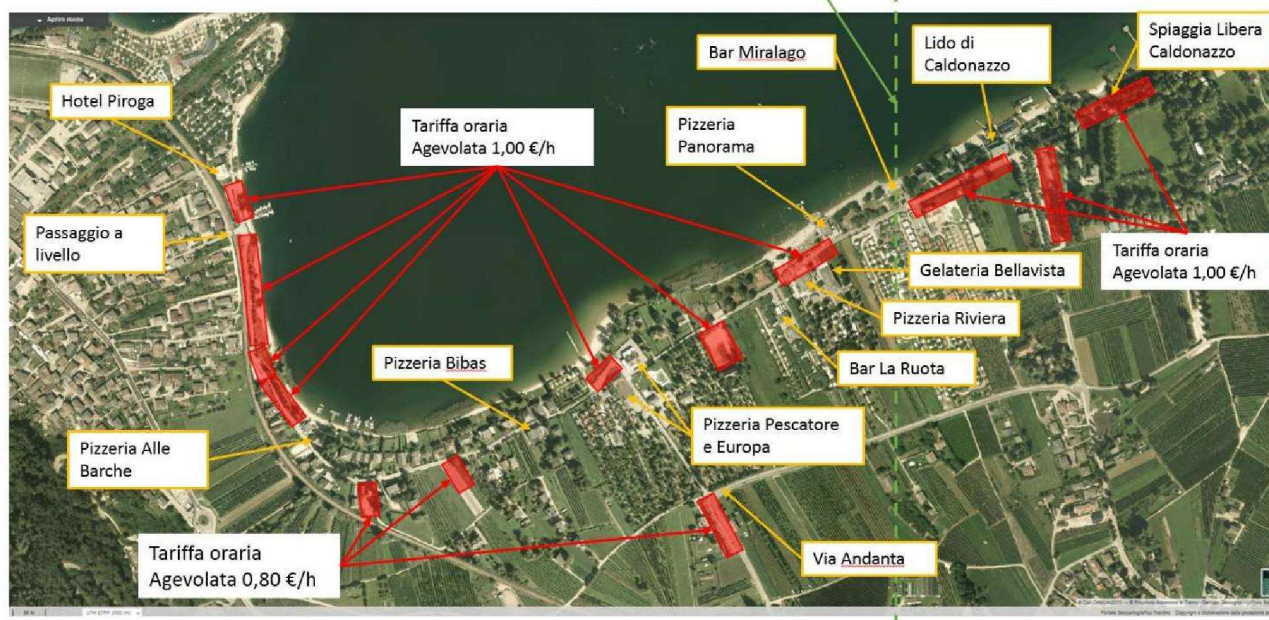 Aprire menu
Hotel Piroga
Passaggio a
livello
Pizzeria Alle
Barche
Tariffa oraria
Agevolata 0,80 €/h
Tariffa oraria
Agevolata 1,00 €/h
Pizzeria Bibas
Bar Miralago
Pizzeria
Panorama
Lido di
Caldonazzo
Spiaggia Libera
Caldonazzo
Tariffa oraria
Agevolata 1,00 €/h
Gelateria Bellavista
Pizzeria Riviera
Bar La Ruota
Pizzeria Pescatore
e Europa
Via Andanta